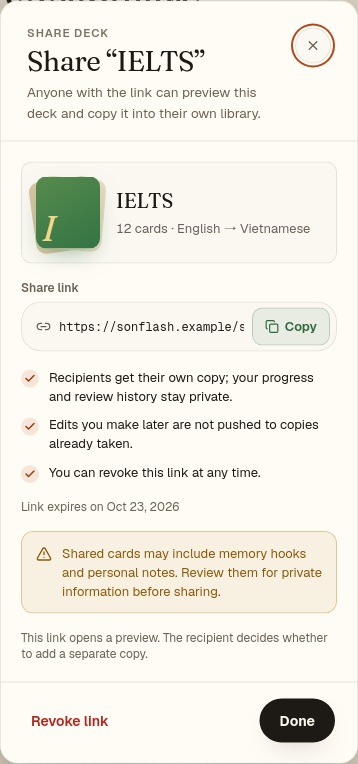 SHARE DECK
Share “IELTS”
Anyone with the link can preview this
deck and copy it into their own library.
I
IELTS
12 cards · English → Vietnamese
Share link
https://sonflash.example/s
Copy
Recipients get their own copy; your progress
and review history stay private.
Edits you make later are not pushed to copies
already taken.
You can revoke this link at any time.
Link expires on Oct 23, 2026
Shared cards may include memory hooks
and personal notes. Review them for private
information before sharing.
This link opens a preview. The recipient decides whether
to add a separate copy.
Revoke link
Done